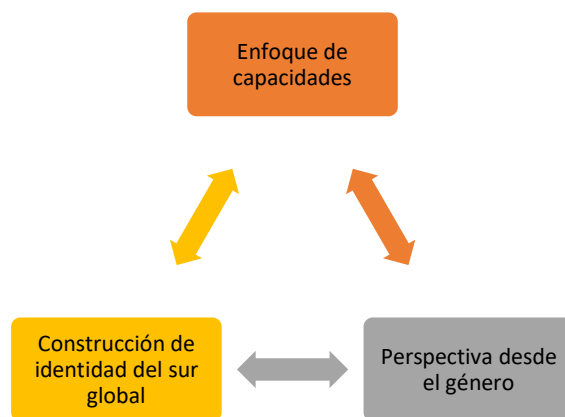 Enfoque de
capacidades
Construcción de
identidad del sur
global
Perspectiva desde
el género